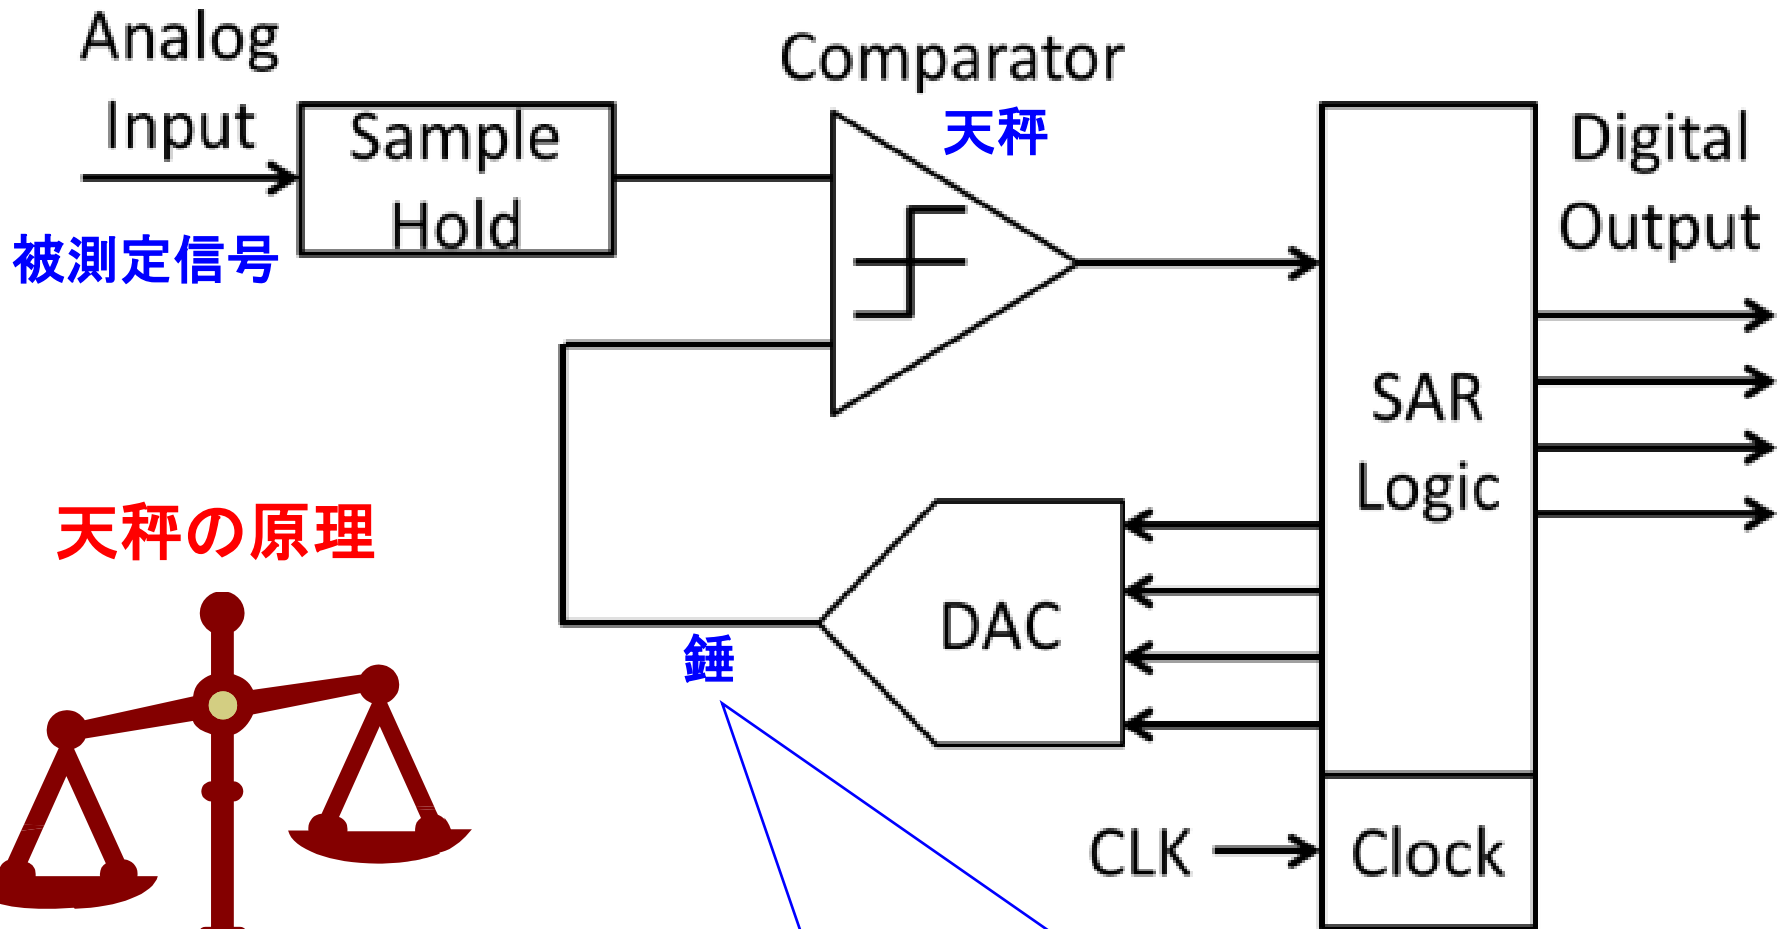 Analog
Input
被測定信号
Sample
Hold
Comparator
天秤
Digital
Output
SAR
Logic
天秤の原理
DAC
錘
CLK
Clock